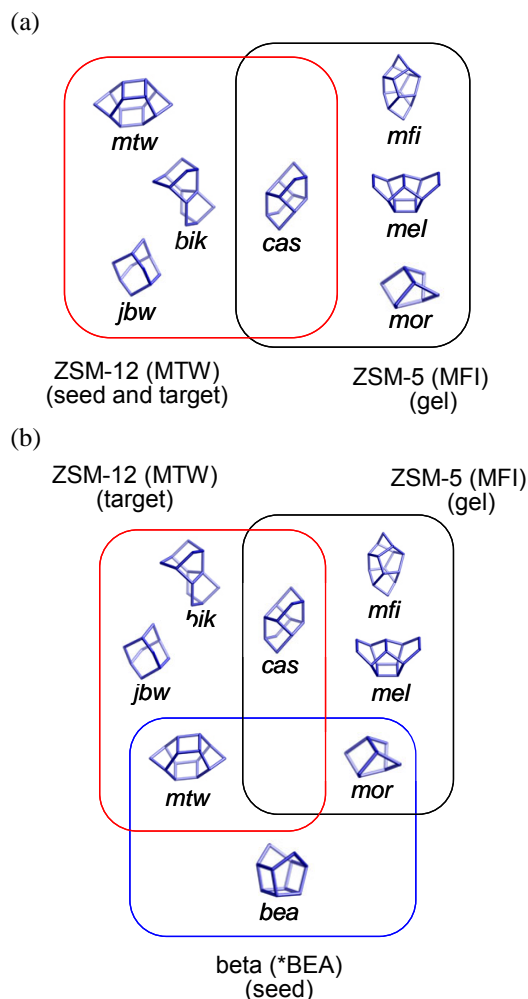 (a)
mtw
mfi
bik
cas
mel
jbw
mor
ZSM-12 (MTW)
(seed and target)
ZSM-5 (MFI)
(gel)
(b)
ZSM-12 (MTW)
(target)
ZSM-5 (MFI)
(gel)
bik
mfi
cas
jbw
mel
mtw
mor
bea
beta (*BEA)
(seed)